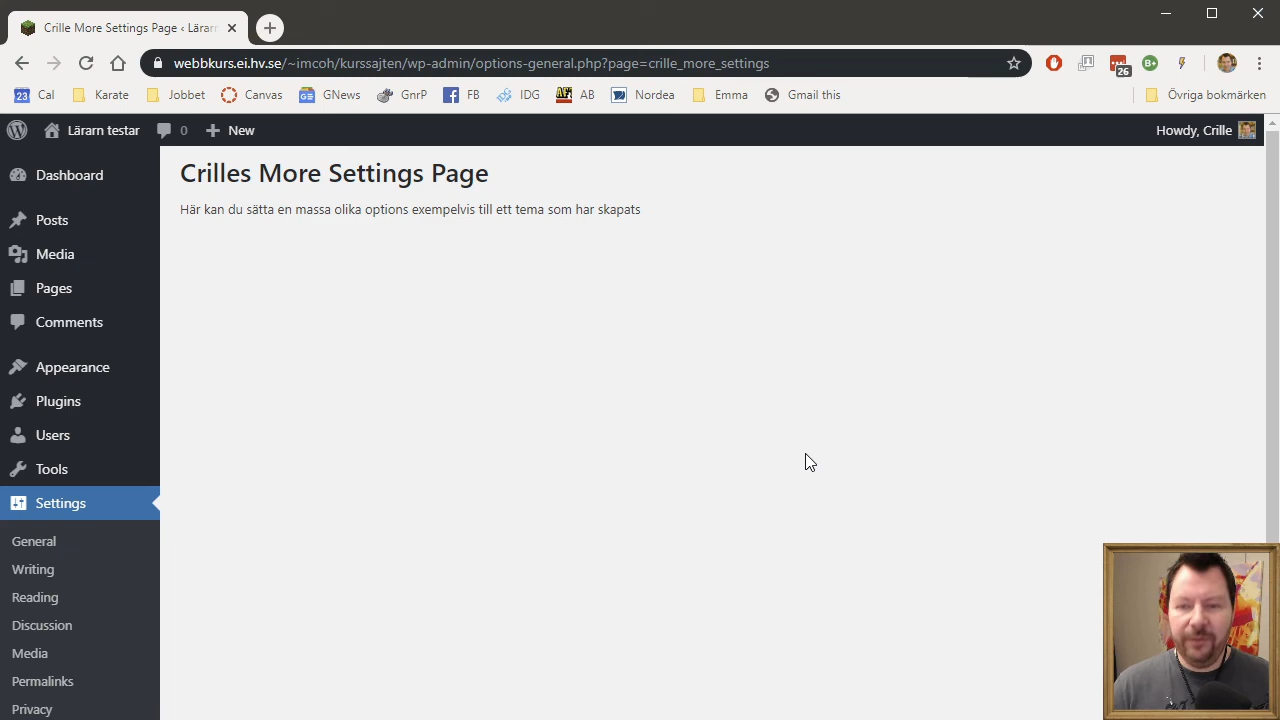 Crille More Settings Page ‹ Lärarn
webbkurs.ei.hv.se/~imcoh/kurssajten/wp-admin/options-general.php?page=crille_more_settings
26
23 Cal Karate Jobbet Canvas GNews GnrP FB IDG AB Nordea Emma Gmail this Övriga bokmärken
Lärarn testar 0 New Howdy, Crille
Dashboard
Posts
Media
Pages
Comments
Appearance
Plugins
Users
Tools
Settings
General
Writing
Reading
Discussion
Media
Permalinks
Privacy
Crilles More Settings Page
Här kan du sätta en massa olika options exempelvis till ett tema som har skapats